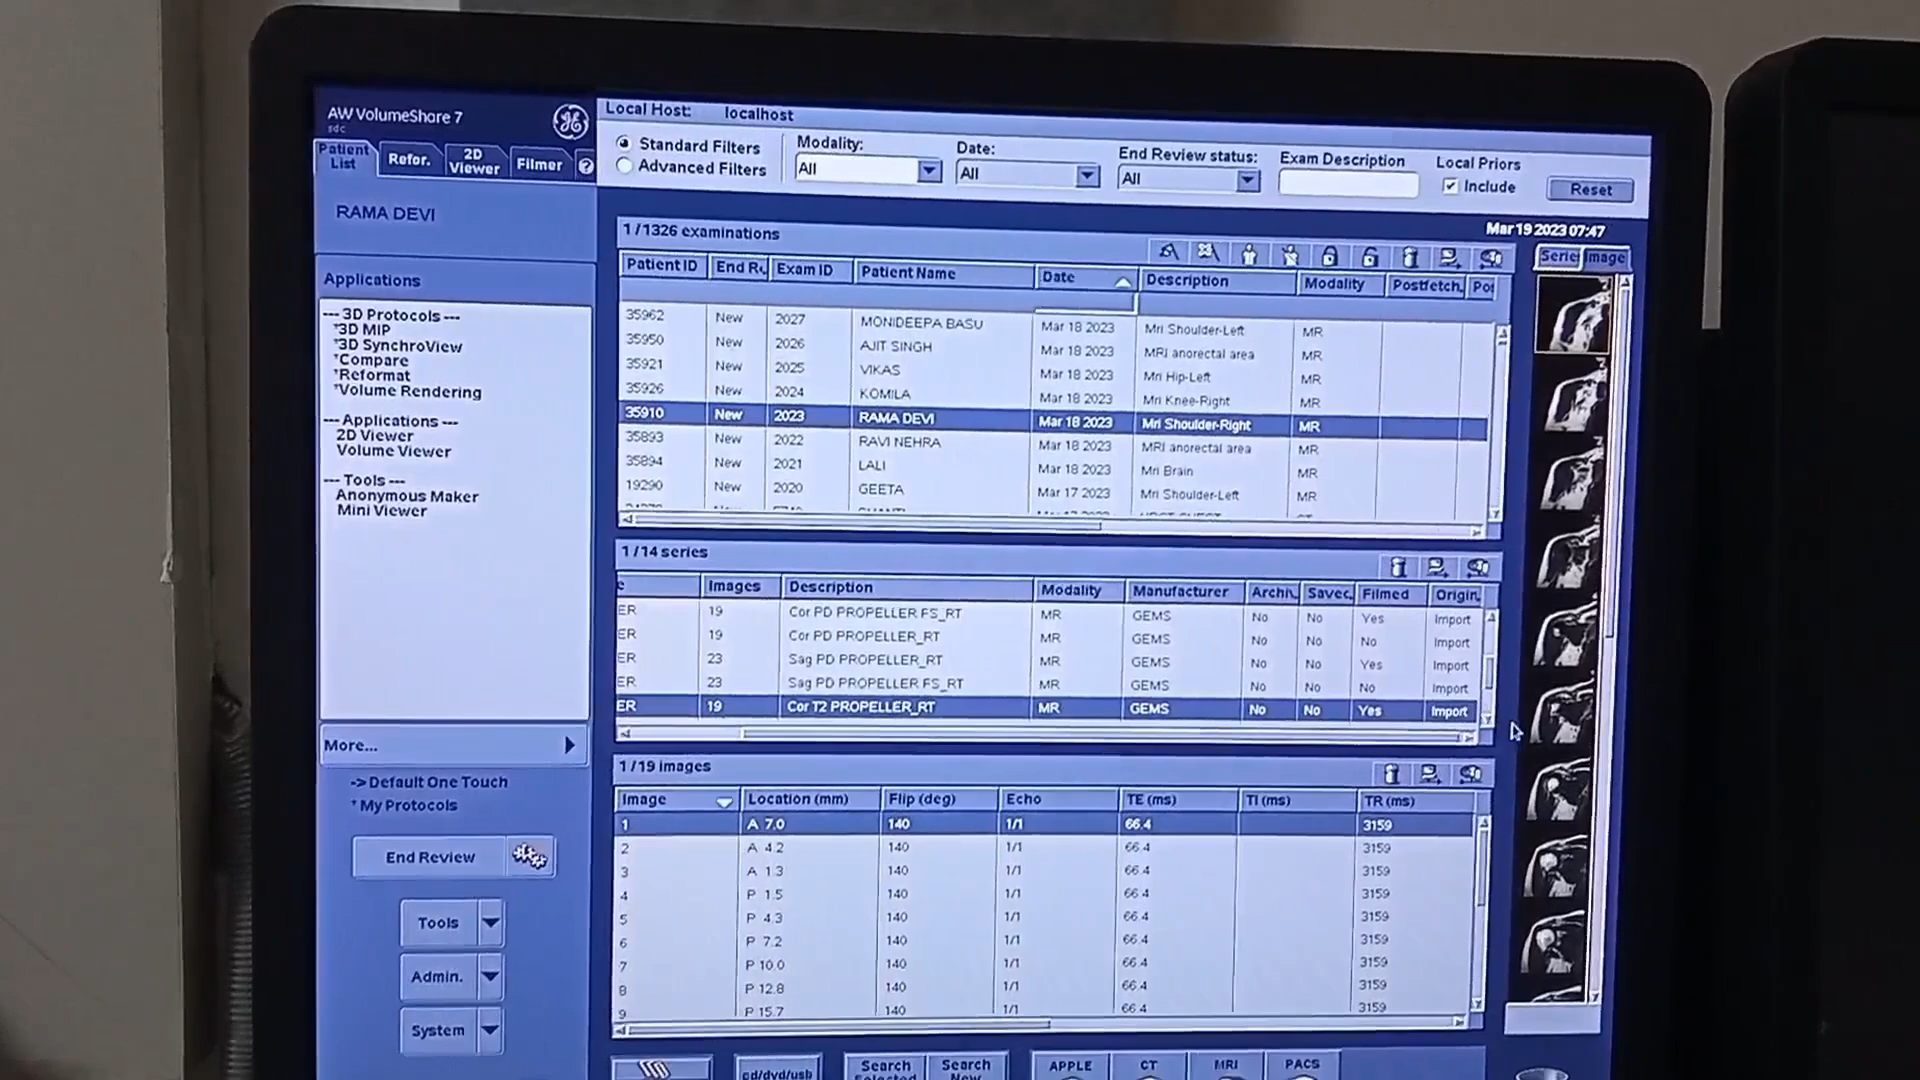 AW VolumeShare 7
sdc
Local Host: localhost
Patient List Refor. 2D Viewer Filmer ?
Standard Filters
Advanced Filters
Modality: All
Date: All
End Review status: All
Exam Description
Local Priors
Include
Reset
RAMA DEVI
1 / 1326 examinations
Mar 19 2023 07:47
Patient ID End Re Exam ID Patient Name Date Description Modality Postfetch. Pos
Series Image
35962 New 2027 MONIDEEPA BASU Mar 18 2023 Mri Shoulder-Left MR
35950 New 2026 AJIT SINGH Mar 18 2023 MRI anorectal area MR
35921 New 2025 VIKAS Mar 18 2023 Mri Hip-Left MR
35926 New 2024 KOMILA Mar 18 2023 Mri Knee-Right MR
35910 New 2023 RAMA DEVI Mar 18 2023 Mri Shoulder-Right MR
35893 New 2022 RAVI NEHRA Mar 18 2023 MRI anorectal area MR
35894 New 2021 LALI Mar 18 2023 Mri Brain MR
19290 New 2020 GEETA Mar 17 2023 Mri Shoulder-Left MR
Applications
--- 3D Protocols ---
*3D MIP
*3D SynchroView
*Compare
*Reformat
*Volume Rendering
--- Applications ---
2D Viewer
Volume Viewer
--- Tools ---
Anonymous Maker
Mini Viewer
More...
-> Default One Touch
* My Protocols
End Review
Tools
Admin.
System
1 / 14 series
Images Description Modality Manufacturer Archiv. Savec. Filmed Origin.
ER 19 Cor PD PROPELLER FS_RT MR GEMS No No Yes Import
ER 19 Cor PD PROPELLER_RT MR GEMS No No No Import
ER 23 Sag PD PROPELLER_RT MR GEMS No No Yes Import
ER 23 Sag PD PROPELLER FS_RT MR GEMS No No No Import
ER 19 Cor T2 PROPELLER_RT MR GEMS No No Yes Import
1 / 19 images
Image Location (mm) Flip (deg) Echo TE (ms) TI (ms) TR (ms)
1 A 7.0 140 1/1 66.4 3159
2 A 4.2 140 1/1 66.4 3159
3 A 1.3 140 1/1 66.4 3159
4 P 1.5 140 1/1 66.4 3159
5 P 4.3 140 1/1 66.4 3159
6 P 7.2 140 1/1 66.4 3159
7 P 10.0 140 1/1 66.4 3159
8 P 12.8 140 1/1 66.4 3159
9 P 15.7 140 1/1 66.4 3159
cd/dvd/usb
Search Selected
Search New
APPLE CT MRI PACS